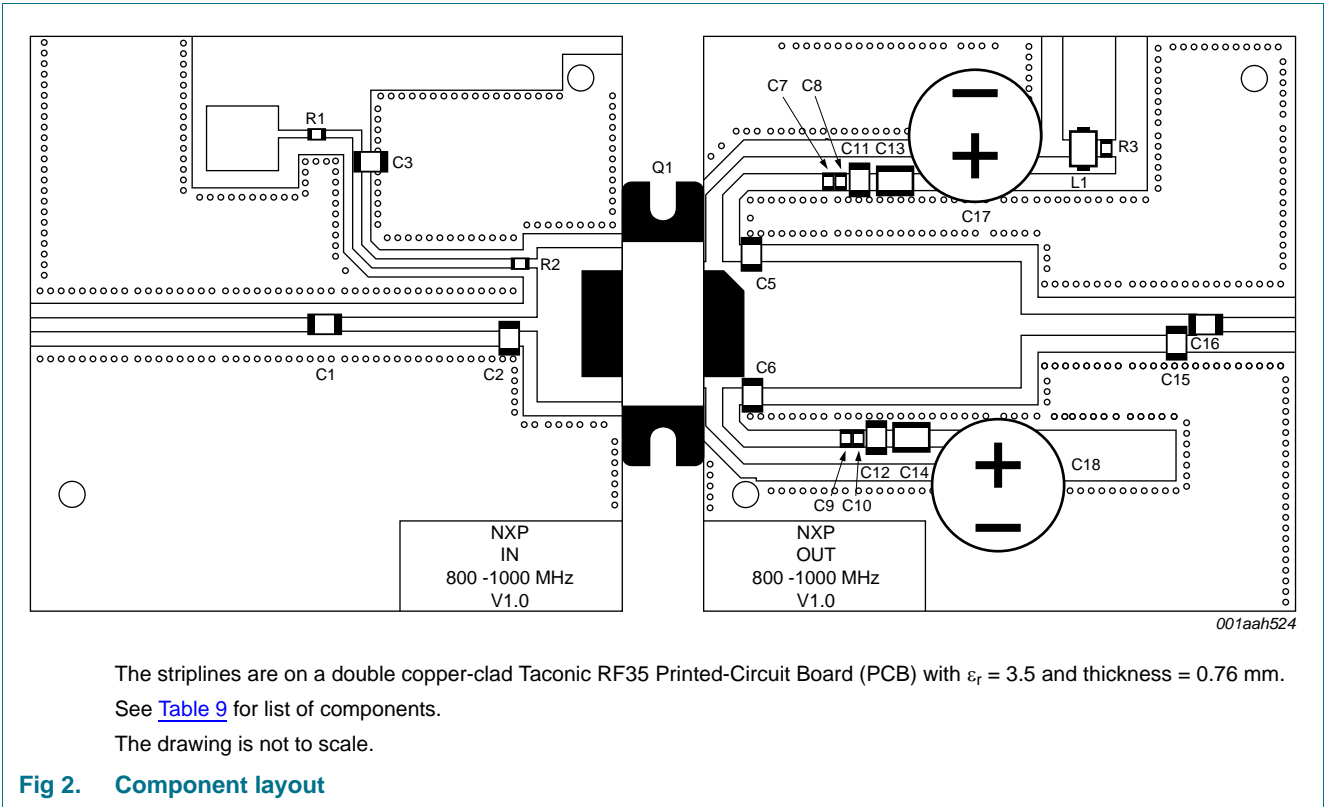 C7 C8
R1
C11 C13
R3
C3
Q1
L1
C17
R2
C5
C16
C1
C2
C6
C15
C18
C12 C14
C9 C10
NXP
IN
800 -1000 MHz
V1.0
NXP
OUT
800 -1000 MHz
V1.0
001aah524
The striplines are on a double copper-clad Taconic RF35 Printed-Circuit Board (PCB) with εr = 3.5 and thickness = 0.76 mm.
See Table 9 for list of components.
The drawing is not to scale.
Fig 2. Component layout